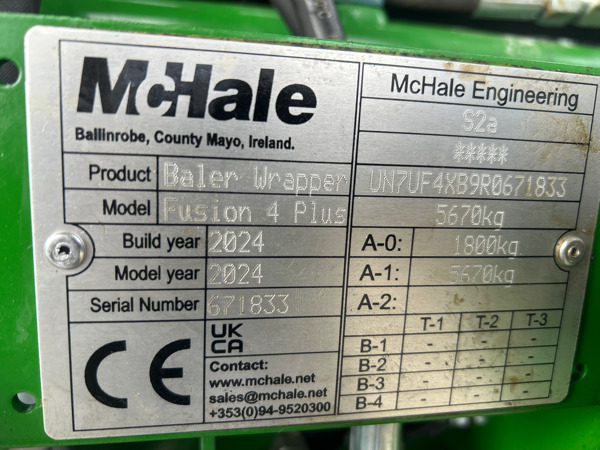 McHale
Ballinrobe, County Mayo, Ireland.
Product Baler Wrapper
Model Fusion 4 Plus
Build year 2024
Model year 2024
Serial Number 671833
CE
UK
CA
Contact:
www.mchale.net
sales@mchale.net
+353(0)94-9520300
McHale Engineering
S2a
*****
UN7UF4XB9R0671833
5670kg
A-0: 1800kg
A-1: 5670kg
A-2:
T-1 T-2 T-3
B-1 - - -
B-2 - - -
B-3 - - -
B-4 - - -